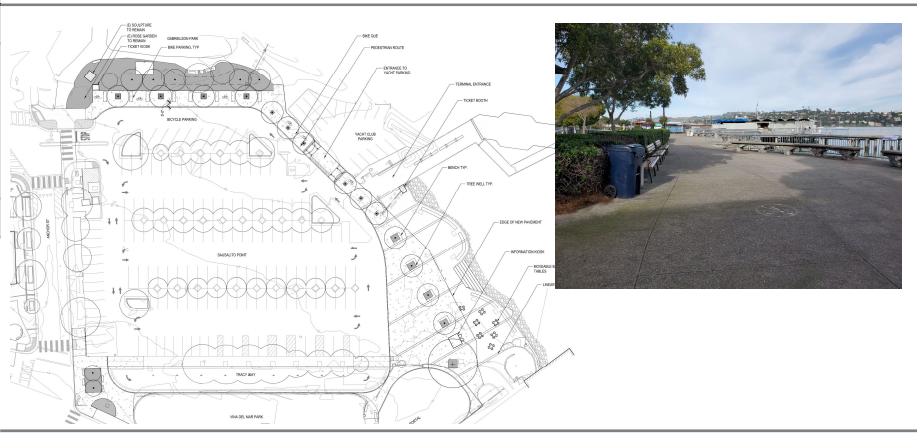 (E) SCULPTURE
TO REMAIN
(E) ROSE GARDEN
TO REMAIN
TICKET KIOSK
GABRIELSON PARK
BIKE PARKING, TYP.
BIKE QUE
PEDESTRIAN ROUTE
ENTRANCE TO
YACHT PARKING
TERMINAL ENTRANCE
TICKET BOOTH
BICYCLE PARKING
YACHT CLUB
PARKING
BENCH TYP.
TREE WELL TYP.
ANCHOR ST
EDGE OF NEW PAVEMENT
SAUSALITO POINT
INFORMATION KIOSK
MOVEABLE
TABLES
TRACY WAY
VINA DEL MAR PARK